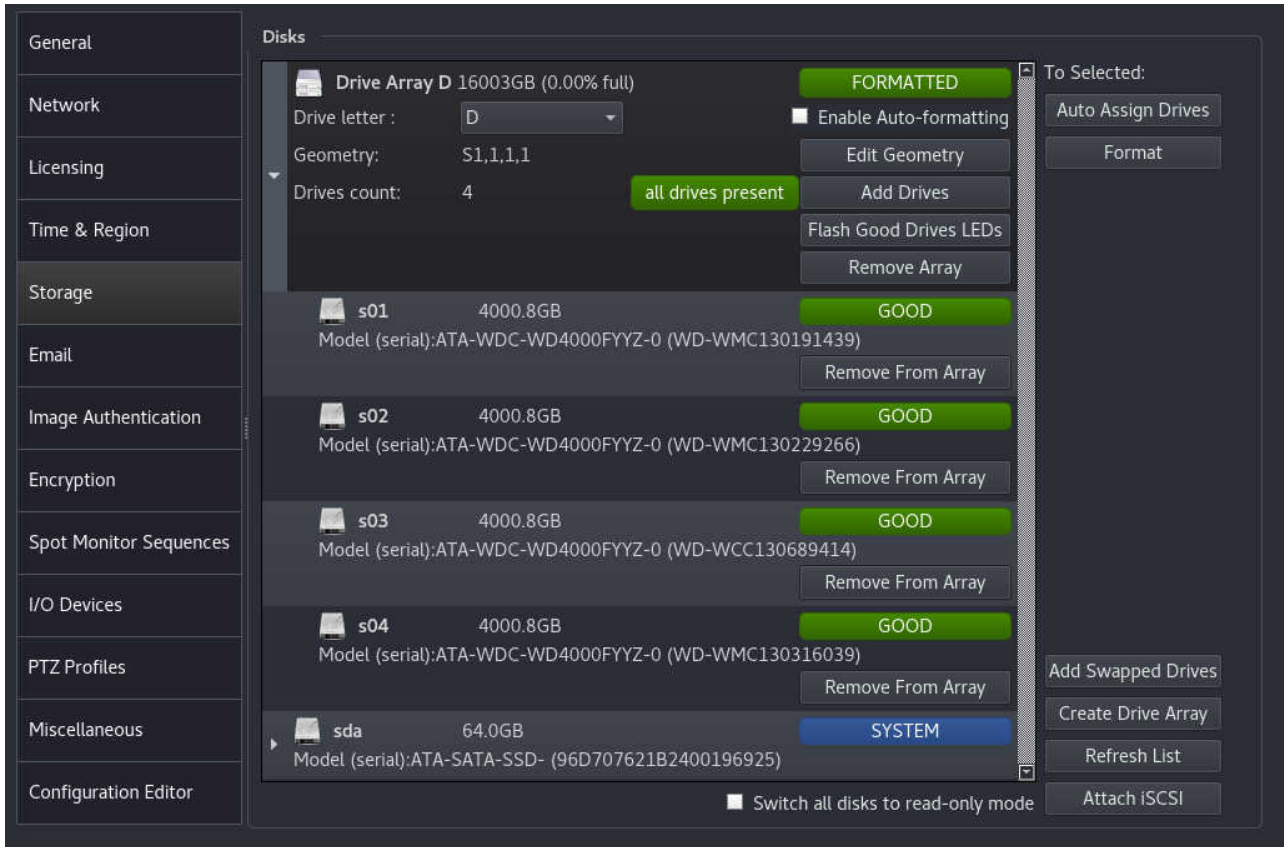 General
Network
Licensing
Time & Region
Storage
Email
Image Authentication
Encryption
Spot Monitor Sequences
I/O Devices
PTZ Profiles
Miscellaneous
Configuration Editor
Disks
Drive Array D 16003GB (0.00% full) FORMATTED
Drive letter : D Enable Auto-formatting
Geometry: S1,1,1,1 Edit Geometry
Drives count: 4 all drives present Add Drives
Flash Good Drives LEDs
Remove Array
s01 4000.8GB GOOD
Model (serial):ATA-WDC-WD4000FYYZ-0 (WD-WMC130191439)
Remove From Array
s02 4000.8GB GOOD
Model (serial):ATA-WDC-WD4000FYYZ-0 (WD-WMC130229266)
Remove From Array
s03 4000.8GB GOOD
Model (serial):ATA-WDC-WD4000FYYZ-0 (WD-WCC130689414)
Remove From Array
s04 4000.8GB GOOD
Model (serial):ATA-WDC-WD4000FYYZ-0 (WD-WMC130316039)
Remove From Array
sda 64.0GB SYSTEM
Model (serial):ATA-SATA-SSD- (96D707621B2400196925)
Switch all disks to read-only mode
To Selected:
Auto Assign Drives
Format
Add Swapped Drives
Create Drive Array
Refresh List
Attach iSCSI